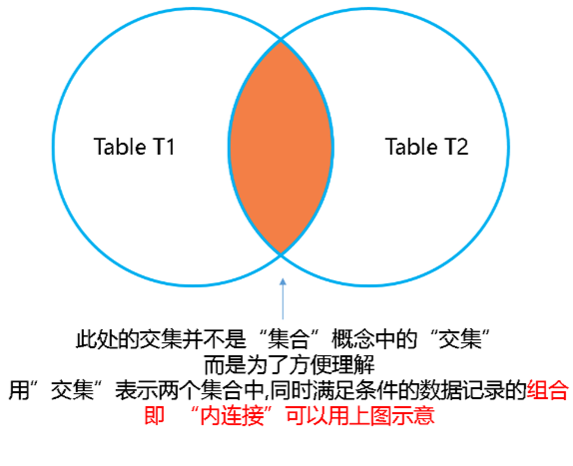 Table T1
Table T2
此处的交集并不是“集合”概念中的“交集”
而是为了方便理解
用”交集”表示两个集合中,同时满足条件的数据记录的组合
即 “内连接”可以用上图示意